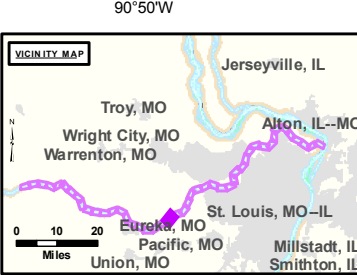 90°50'W
VICINITY MAP
Jerseyville, IL
Troy, MO
Alton, IL--MO
Wright City, MO
Warrenton, MO
N
St. Louis, MO--IL
Eureka, MO
0 10 20
Pacific, MO
Millstadt, IL
Miles
Union, MO
Smithton, IL